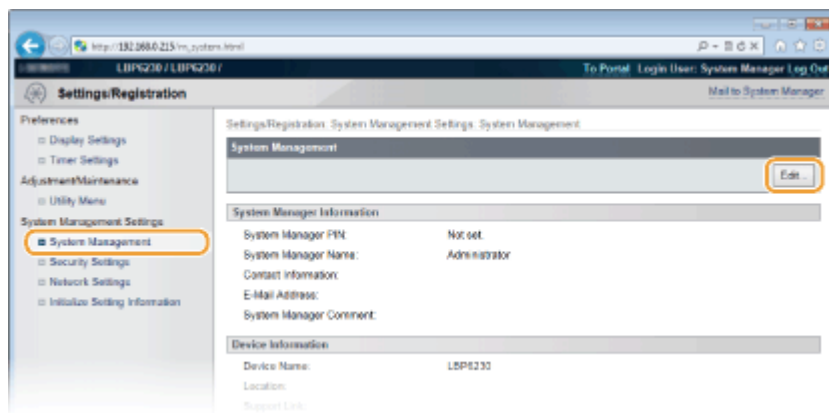 http://192.168.0.215/m_system.html
LBP6230 / LBP6230 /
To Portal Login User: System Manager Log Out
Settings/Registration
Mail to System Manager
Preferences
Display Settings
Timer Settings
Adjustment/Maintenance
Utility Menu
System Management Settings
System Management
Security Settings
Network Settings
Initialize Setting Information
Settings/Registration: System Management Settings: System Management
System Management
Edit...
System Manager Information
System Manager PIN: Not set.
System Manager Name: Administrator
Contact Information:
E-Mail Address:
System Manager Comment:
Device Information
Device Name: LBP6230
Location:
Support Link: